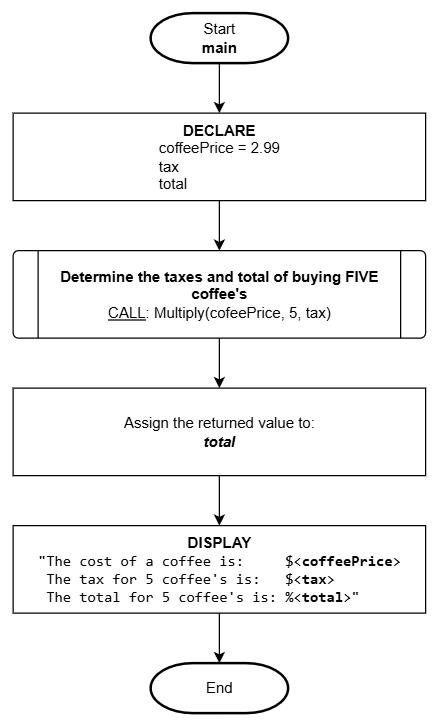 Start
main
DECLARE
coffeePrice = 2.99
tax
total
Determine the taxes and total of buying FIVE
coffee's
CALL: Multiply(cofeePrice, 5, tax)
Assign the returned value to:
total
DISPLAY
"The cost of a coffee is: $<coffeePrice>
The tax for 5 coffee's is: $<tax>
The total for 5 coffee's is: %<total>"
End